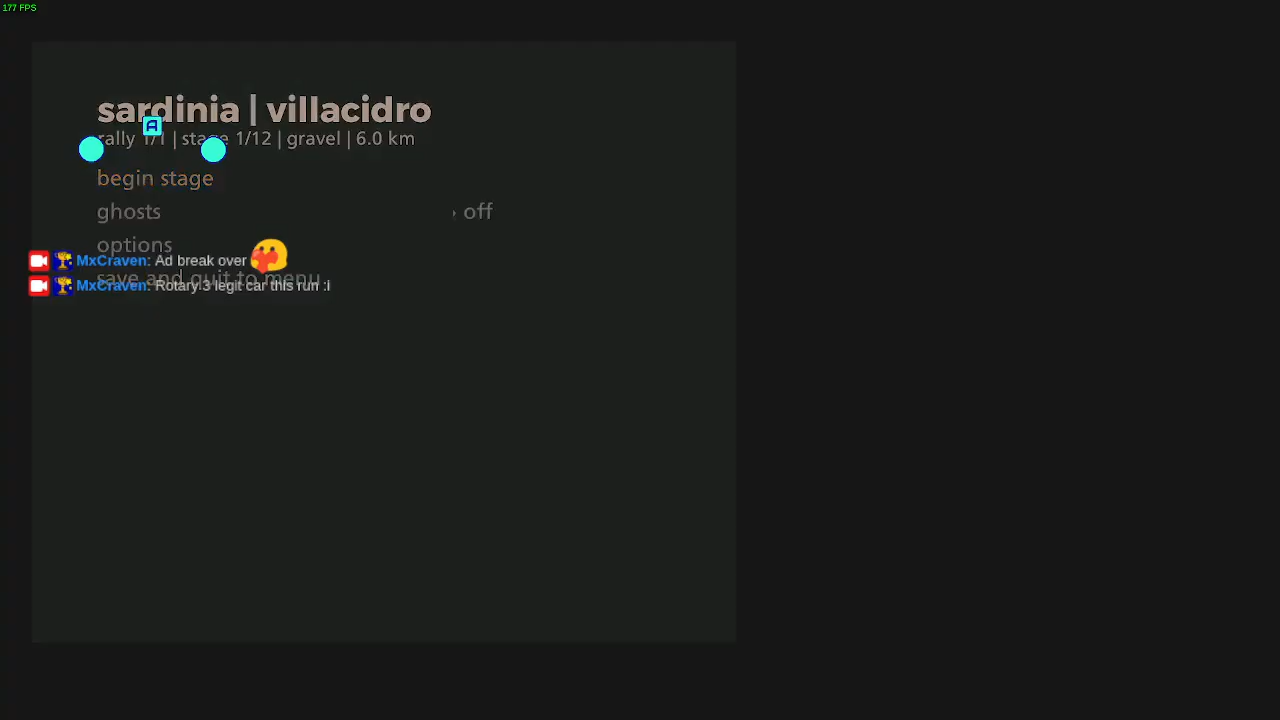 177 FPS
sardinia | villacidro
A
rally 1/1 | stage 1/12 | gravel | 6.0 km
begin stage
ghosts off
options
MxCraven: Ad break over
save and quit to menu
MxCraven: Rotary 3 legit car this run :i